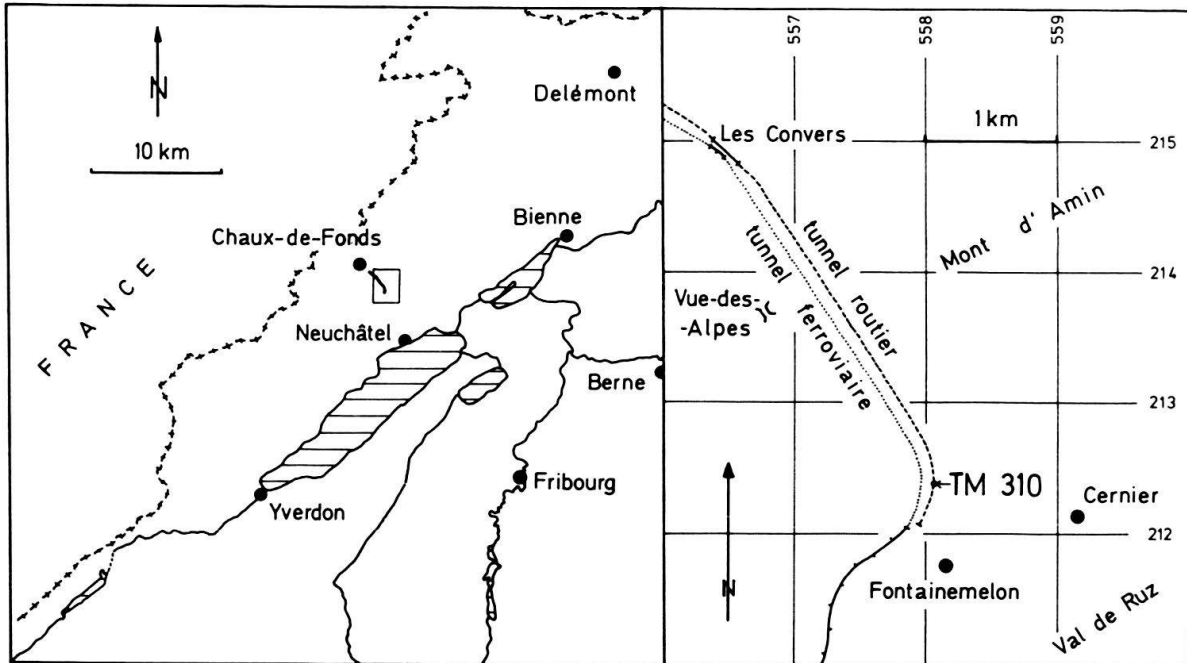 N
10 km
FRANCE
Delémont
Bienne
Chaux-de-Fonds
Neuchâtel
Berne
Fribourg
Yverdon
557
558
559
1 km
Les Convers
215
Mont d' Amin
tunnel routier
tunnel ferroviaire
214
Vue-des-
-Alpes
213
TM 310
Cernier
212
N
Fontainemelon
Val de Ruz